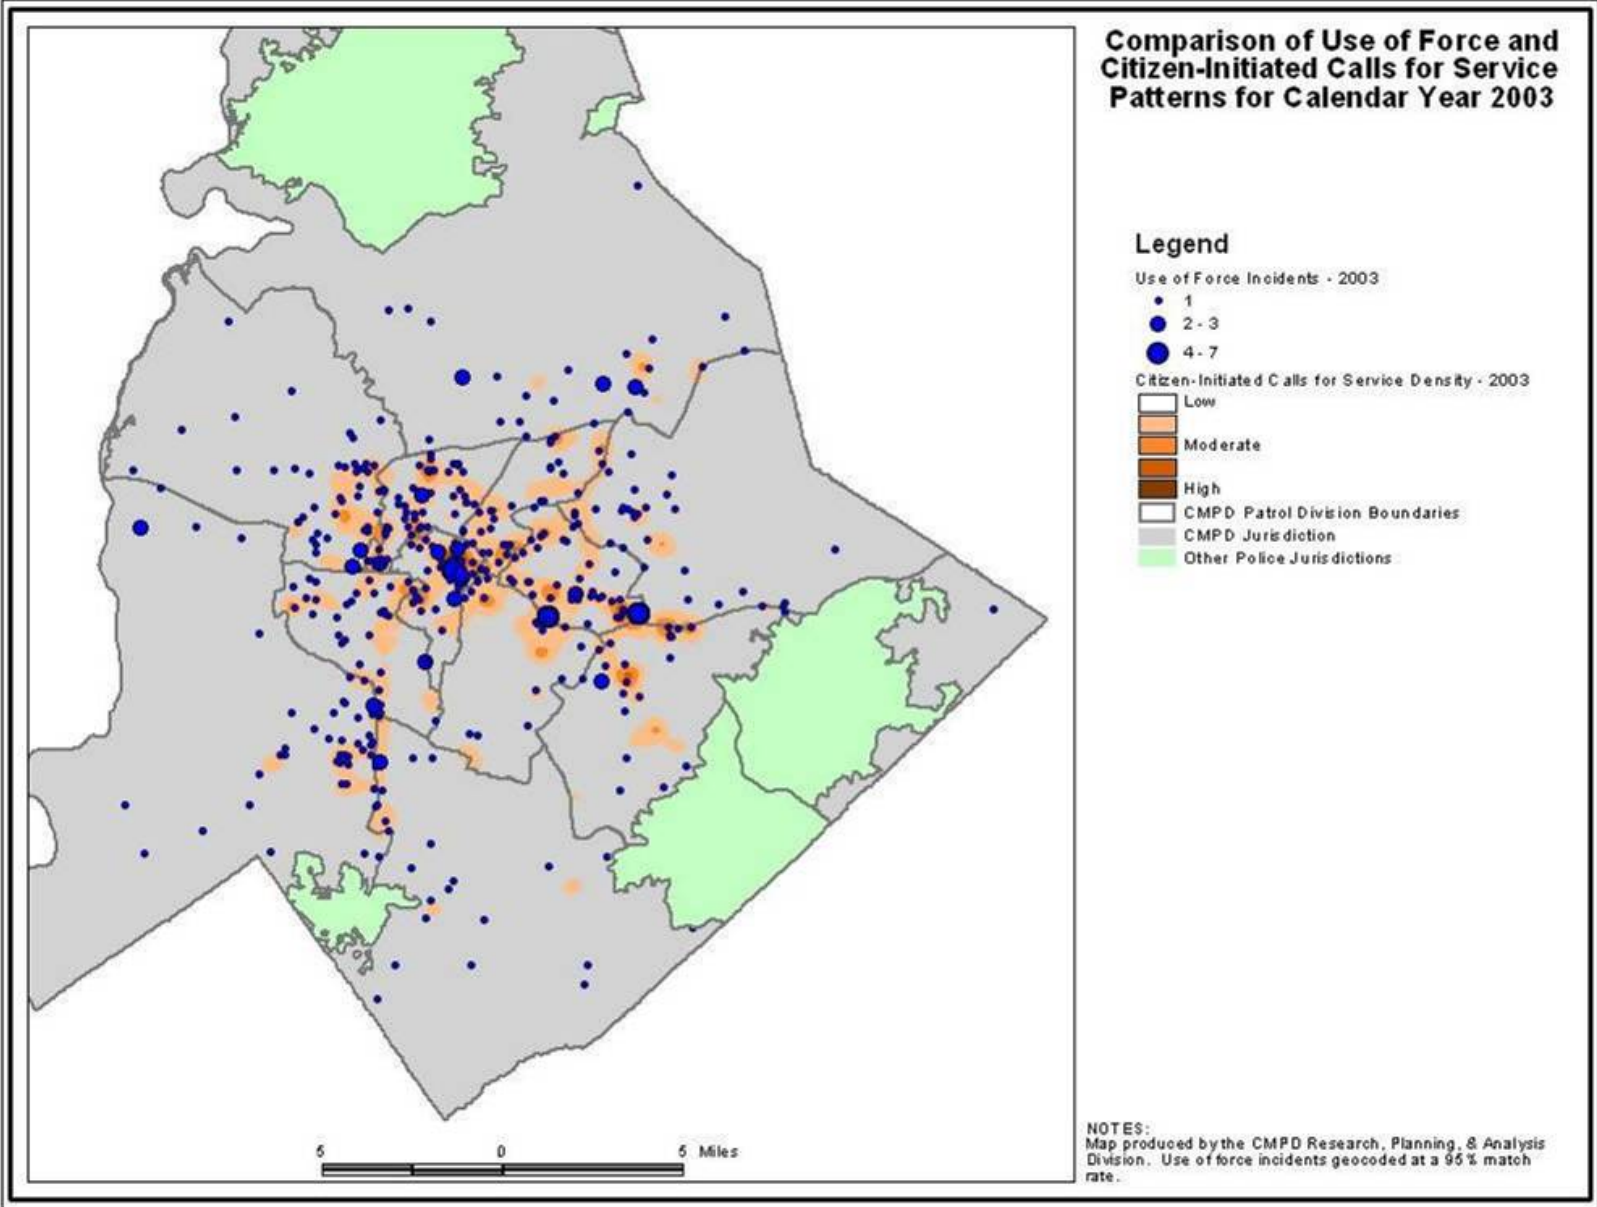 Comparison of Use of Force and
Citizen-Initiated Calls for Service
Patterns for Calendar Year 2003
Legend
Use of Force Incidents - 2003
1
2 - 3
4 - 7
Citizen-Initiated Calls for Service Density - 2003
Low
Moderate
High
CMPD Patrol Division Boundaries
CMPD Jurisdiction
Other Police Jurisdictions
5 0 5 Miles
NOTES:
Map produced by the CMPD Research, Planning, & Analysis
Division. Use of force incidents geocoded at a 95% match
rate.